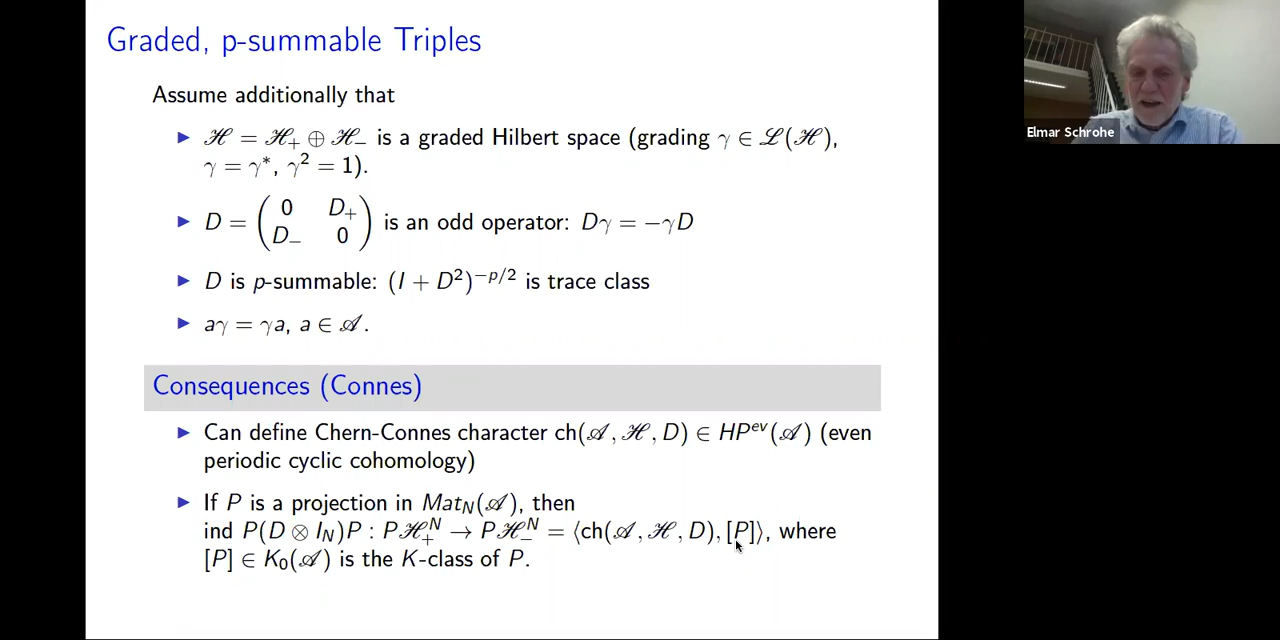 Graded, p-summable Triples
Assume additionally that
▶ ℋ = ℋ₊ ⊕ ℋ₋ is a graded Hilbert space (grading γ ∈ ℒ(ℋ),
γ = γ*, γ² = 1).
▶ D = ( 0 D₊ ; D₋ 0 ) is an odd operator: Dγ = −γD
▶ D is p-summable: (I + D²)^{−p/2} is trace class
▶ aγ = γa, a ∈ 𝒜.
Consequences (Connes)
▶ Can define Chern-Connes character ch(𝒜, ℋ, D) ∈ HP^{ev}(𝒜) (even
periodic cyclic cohomology)
▶ If P is a projection in Mat_N(𝒜), then
ind P(D ⊗ I_N)P : Pℋ₊^N → Pℋ₋^N = ⟨ch(𝒜, ℋ, D), [P]⟩, where
[P] ∈ K₀(𝒜) is the K-class of P.
Elmar Schrohe